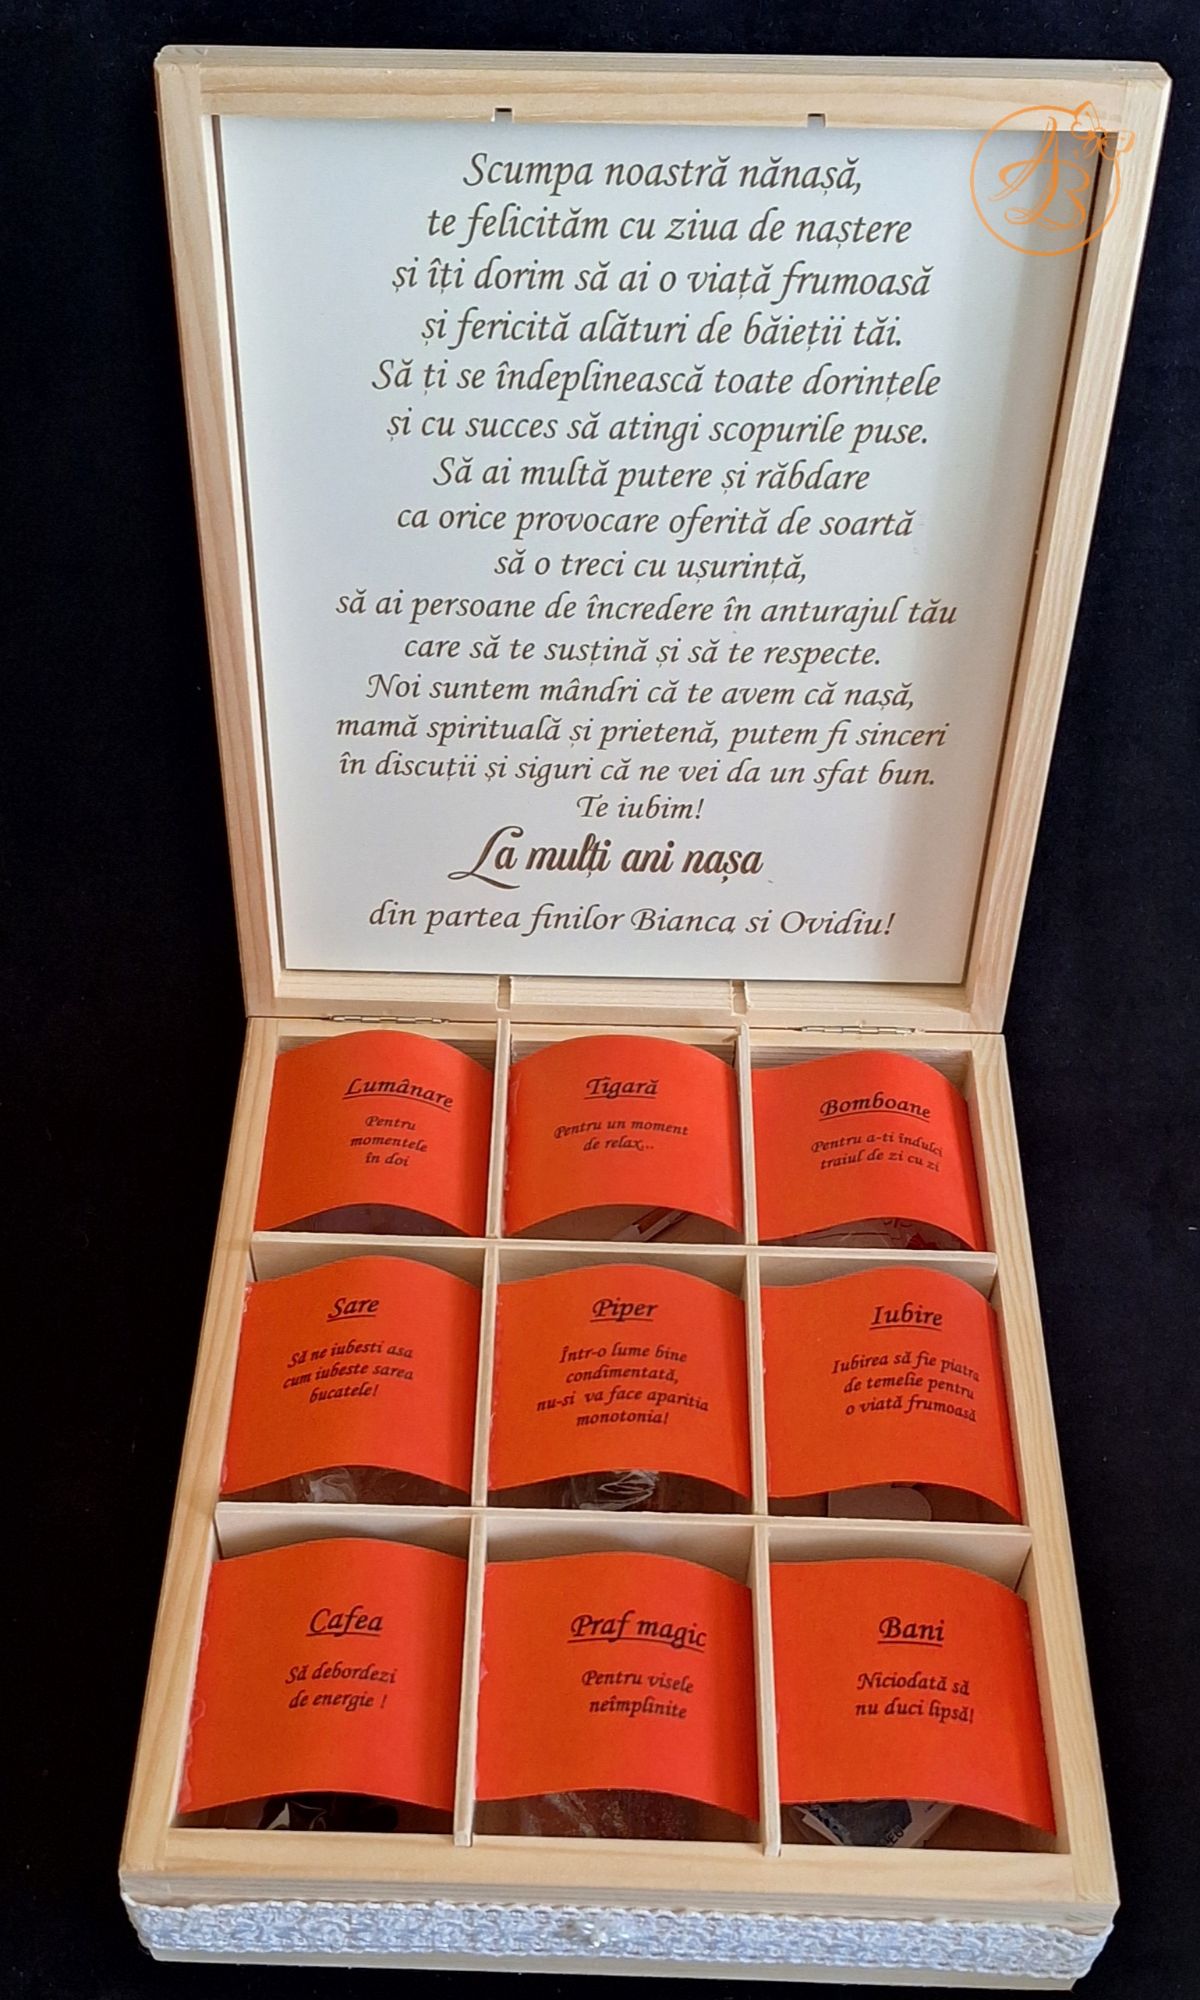 Scumpa noastră nănașă,
te felicităm cu ziua de naștere
și îți dorim să ai o viață frumoasă
și fericită alături de băieții tăi.
Să ți se îndeplinească toate dorințele
și cu succes să atingi scopurile puse.
Să ai multă putere și răbdare
ca orice provocare oferită de soartă
să o treci cu ușurință,
să ai persoane de încredere în anturajul tău
care să te susțină și să te respecte.
Noi suntem mândri că te avem că nașă,
mamă spirituală și prietenă, putem fi sinceri
în discuții și siguri că ne vei da un sfat bun.
Te iubim!
La mulți ani nașa
din partea finilor Bianca si Ovidiu!
Lumânare
Pentru
momentele
în doi
Tigară
Pentru un moment
de relax...
Bomboane
Pentru a-ti îndulci
traiul de zi cu zi
Sare
Să ne iubesti asa
cum iubeste sarea
bucatele!
Piper
Într-o lume bine
condimentată,
nu-si va face aparitia
monotonia!
Iubire
Iubirea să fie piatra
de temelie pentru
o viată frumoasă
Cafea
Să debordezi
de energie !
Praf magic
Pentru visele
neîmplinite
Bani
Niciodată să
nu duci lipsă!